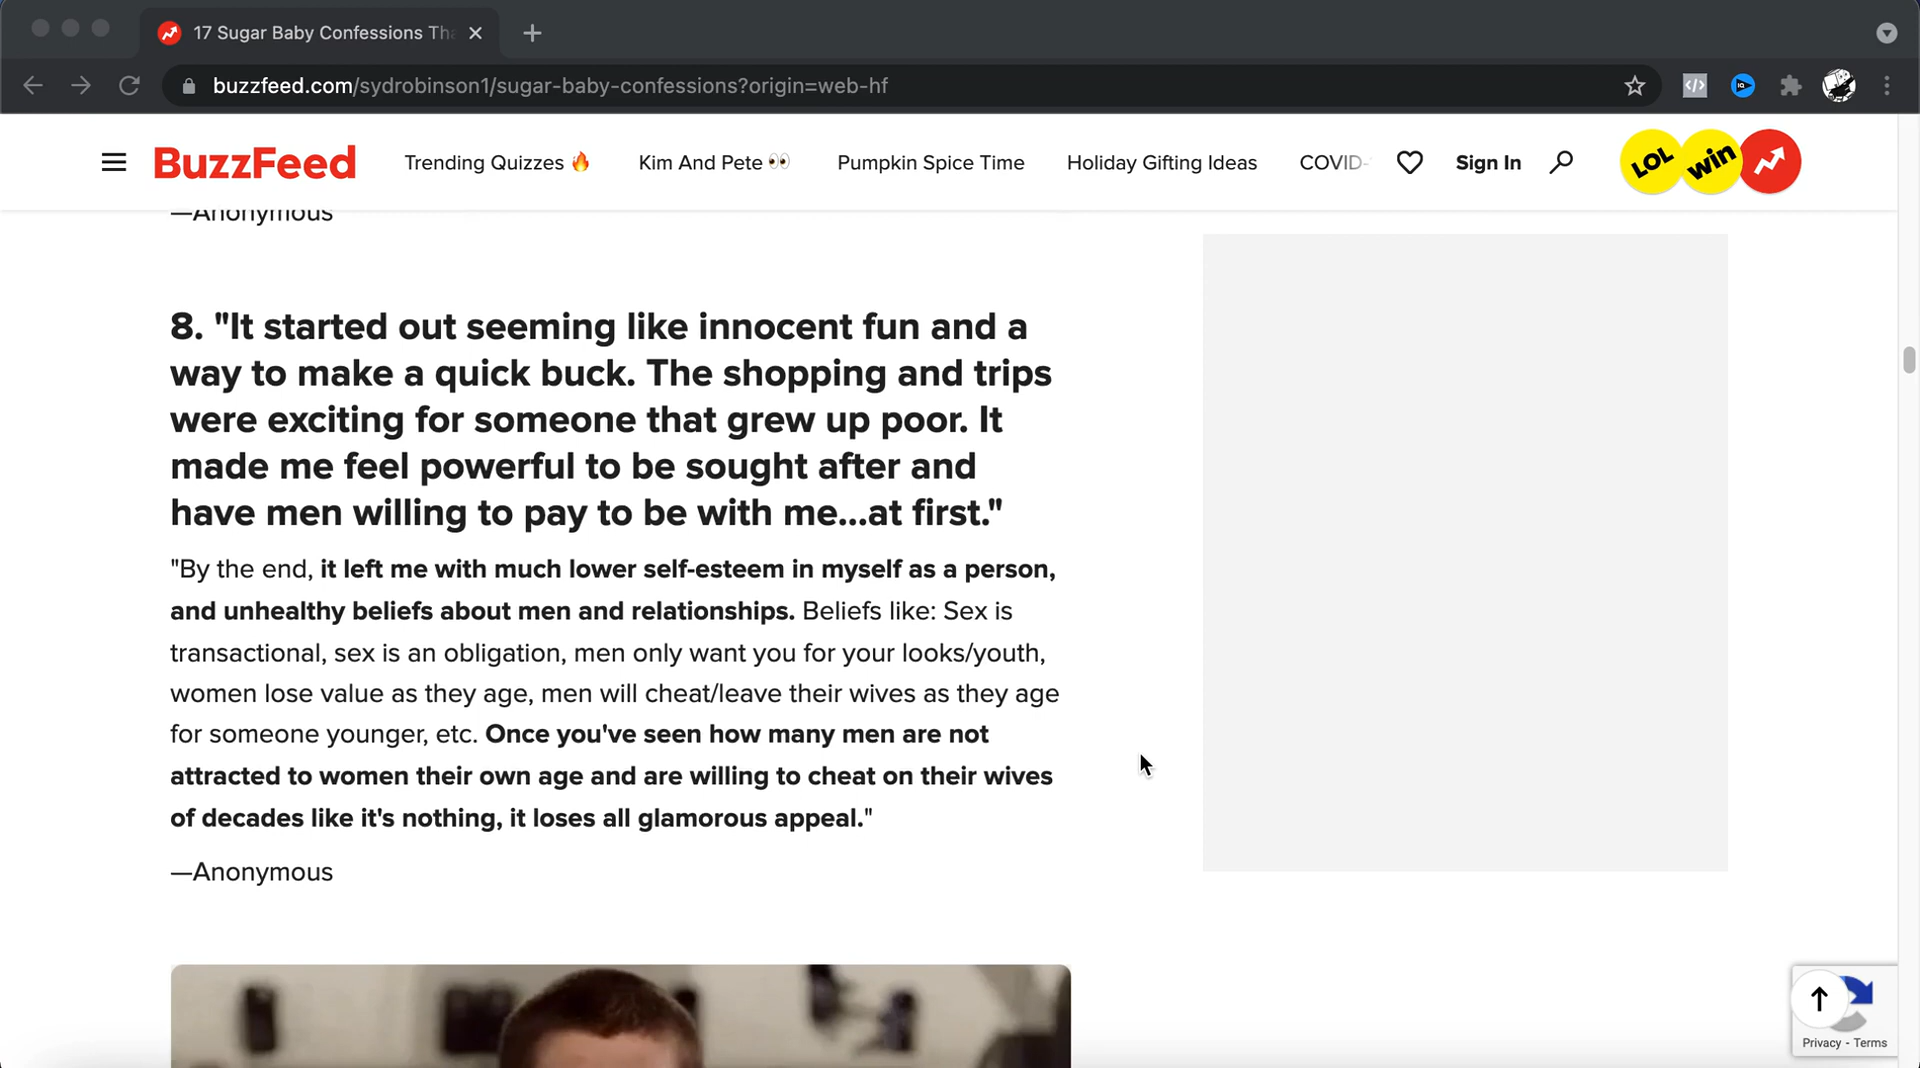 17 Sugar Baby Confessions Tha
buzzfeed.com/sydrobinson1/sugar-baby-confessions?origin=web-hf
BuzzFeed Trending Quizzes 🔥 Kim And Pete 👀 Pumpkin Spice Time Holiday Gifting Ideas COVID- Sign In LOL win
—Anonymous
8. "It started out seeming like innocent fun and a
way to make a quick buck. The shopping and trips
were exciting for someone that grew up poor. It
made me feel powerful to be sought after and
have men willing to pay to be with me...at first."
"By the end, it left me with much lower self-esteem in myself as a person,
and unhealthy beliefs about men and relationships. Beliefs like: Sex is
transactional, sex is an obligation, men only want you for your looks/youth,
women lose value as they age, men will cheat/leave their wives as they age
for someone younger, etc. Once you've seen how many men are not
attracted to women their own age and are willing to cheat on their wives
of decades like it's nothing, it loses all glamorous appeal."
—Anonymous
Privacy - Terms